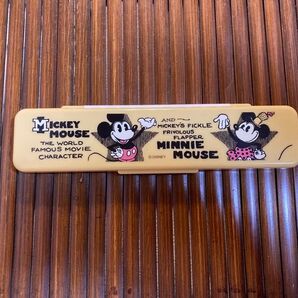 MICKEY
MOUSE
THE WORLD
FAMOUS MOVIE
CHARACTER
AND
MICKEY'S FICKLE
FRIVOLOUS
FLAPPER
MINNIE
MOUSE
©DISNEY